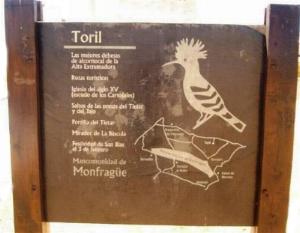 Toril
Las mejores dehesas
de alcornocal de la
Alta Extremadura
Rutas turísticas
Iglesia del siglo XV
(escudo de los Carvajales)
Saltos de las presas del Tietar
y del Tajo
Portilla del Tietar
Mirador de La Báscula
Festividad de San Blas
el 3 de febrero
Mancomunidad de
Monfragüe